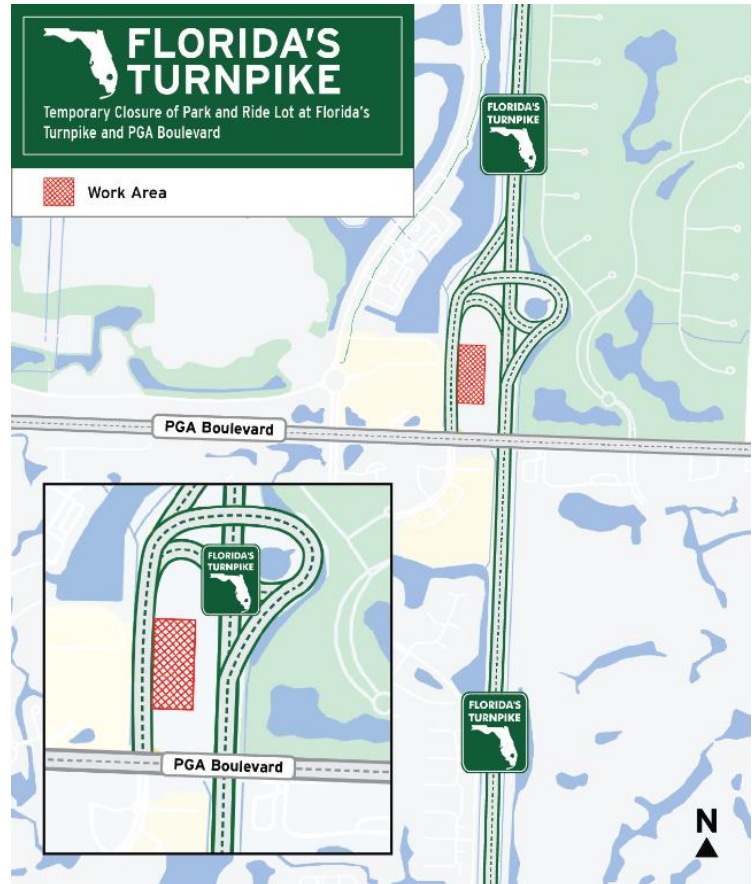 FLORIDA'S
TURNPIKE
Temporary Closure of Park and Ride Lot at Florida's
Turnpike and PGA Boulevard
Work Area
FLORIDA'S
TURNPIKE
PGA Boulevard
FLORIDA'S
TURNPIKE
PGA Boulevard
FLORIDA'S
TURNPIKE
N